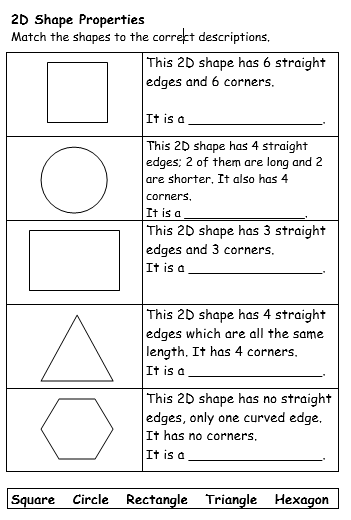 2D Shape Properties
Match the shapes to the correct descriptions.
This 2D shape has 6 straight
edges and 6 corners.
It is a ____________________.
This 2D shape has 4 straight
edges; 2 of them are long and 2
are shorter. It also has 4
corners.
It is a __________________.
This 2D shape has 3 straight
edges and 3 corners.
It is a ____________________.
This 2D shape has 4 straight
edges which are all the same
length. It has 4 corners.
It is a ____________________.
This 2D shape has no straight
edges, only one curved edge.
It has no corners.
It is a ____________________.
Square Circle Rectangle Triangle Hexagon